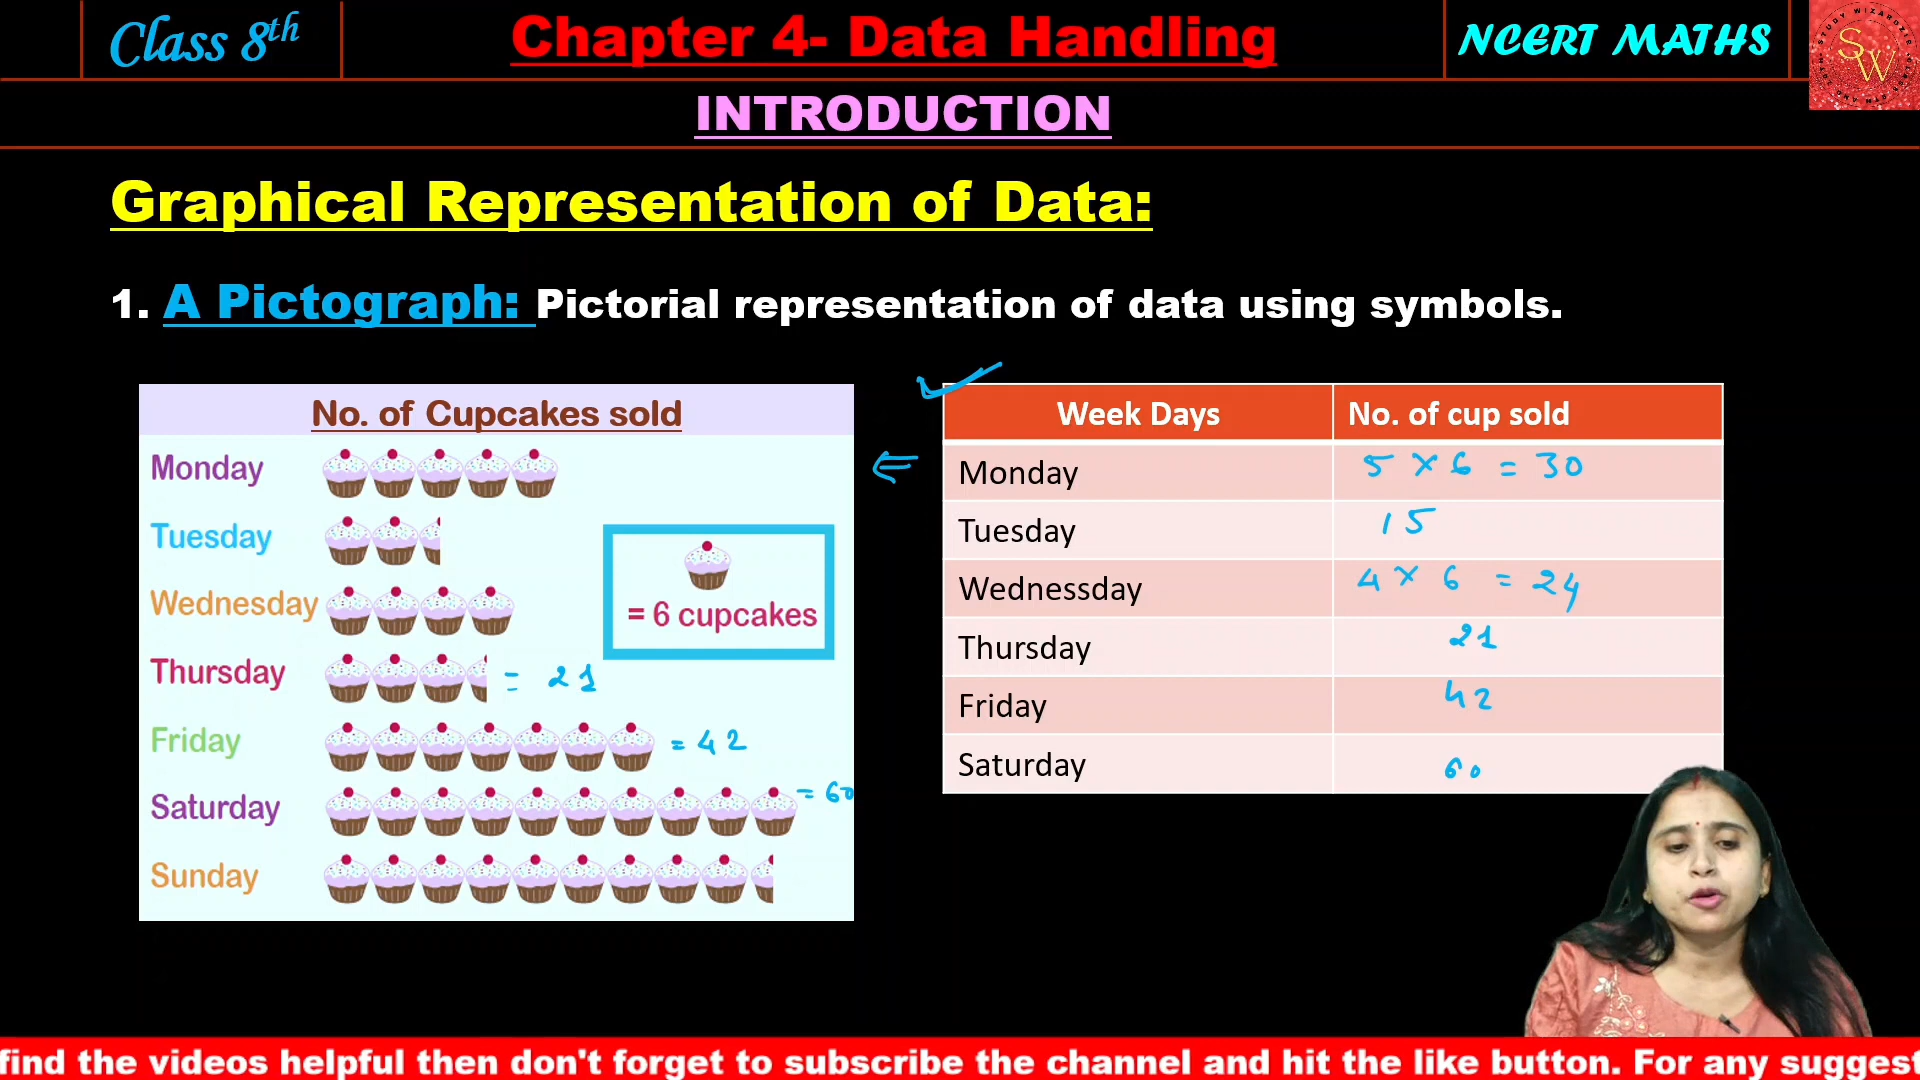 Class 8th
Chapter 4- Data Handling
NCERT MATHS
SW
INTRODUCTION
Graphical Representation of Data:
1. A Pictograph: Pictorial representation of data using symbols.
No. of Cupcakes sold
Monday
Tuesday
= 6 cupcakes
Wednesday
Thursday = 21
Friday = 42
Saturday = 60
Sunday
Week Days No. of cup sold
Monday 5 × 6 = 30
Tuesday 15
Wednessday 4 × 6 = 24
Thursday 21
Friday 42
Saturday 60
find the videos helpful then don't forget to subscribe the channel and hit the like button. For any suggest